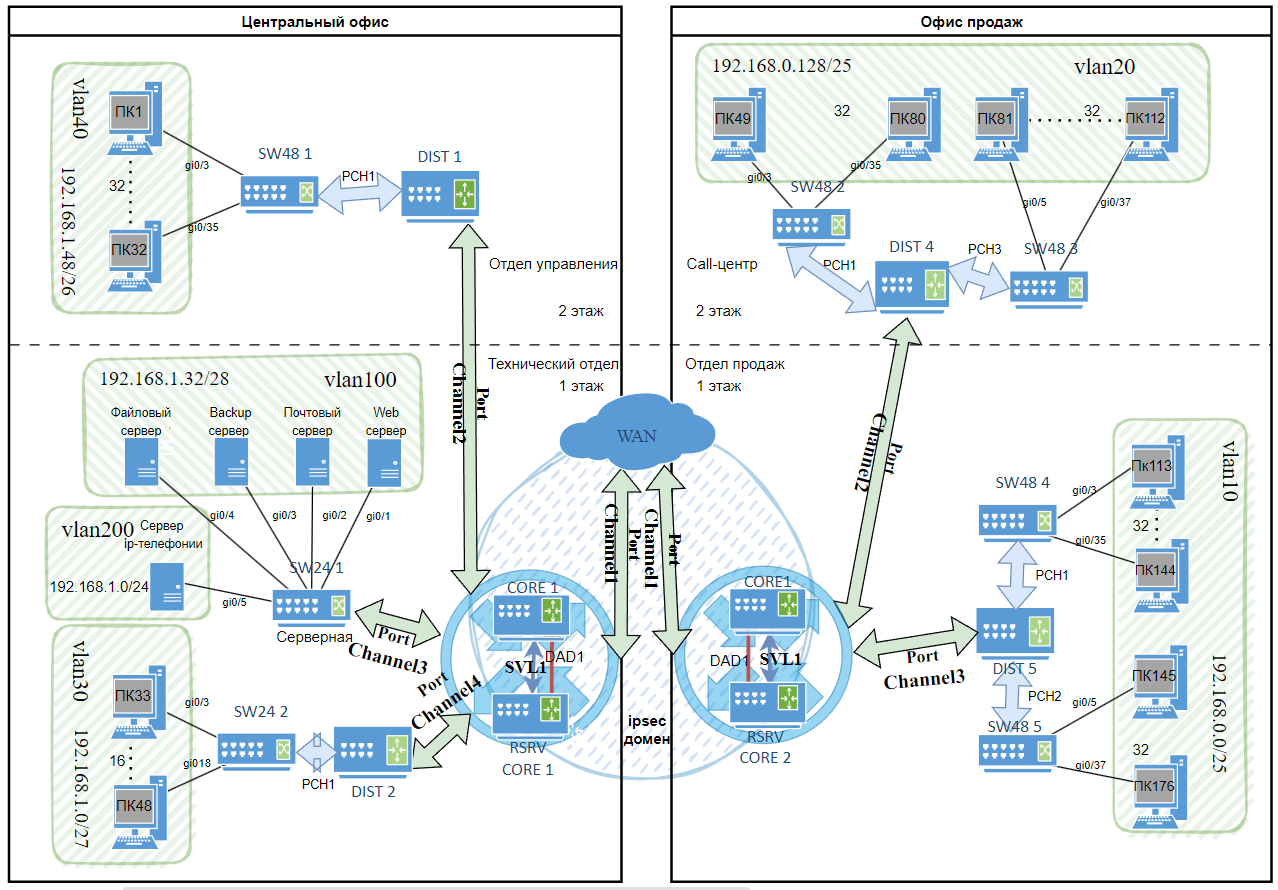 Центральный офис
Офис продаж
vlan40
ПК1
32
ПК32
192.168.1.48/26
gi0/3
gi0/35
SW48 1
PCH1
DIST 1
Отдел управления
2 этаж
192.168.0.128/25
vlan20
ПК49
32
ПК80
ПК81
32
ПК112
gi0/3
gi0/35
SW48 2
gi0/5
gi0/37
DIST 4
PCH3
SW48 3
PCH1
Call-центр
2 этаж
Технический отдел
1 этаж
Отдел продаж
1 этаж
Port
Channel2
Port
Channel2
192.168.1.32/28
vlan100
Файловый
сервер
Backup
сервер
Почтовый
сервер
Web
сервер
gi0/4
gi0/3
gi0/2
gi0/1
vlan200
Сервер
ip-телефонии
192.168.1.0/24
gi0/5
SW24 1
Серверная
Port
Channel3
WAN
Port
Channel1
Port
Channel1
CORE 1
DAD1
SVL1
RSRV
CORE 1
CORE1
DAD1
SVL1
RSRV
CORE 2
ipsec
домен
vlan30
ПК33
16
ПК48
192.168.1.0/27
gi0/3
gi018
SW24 2
PCH1
DIST 2
Port
Channel4
Port
Channel3
vlan10
Пк113
32
ПК144
gi0/3
gi0/35
SW48 4
PCH1
DIST 5
PCH2
SW48 5
gi0/5
gi0/37
ПК145
32
ПК176
192.168.0.0/25